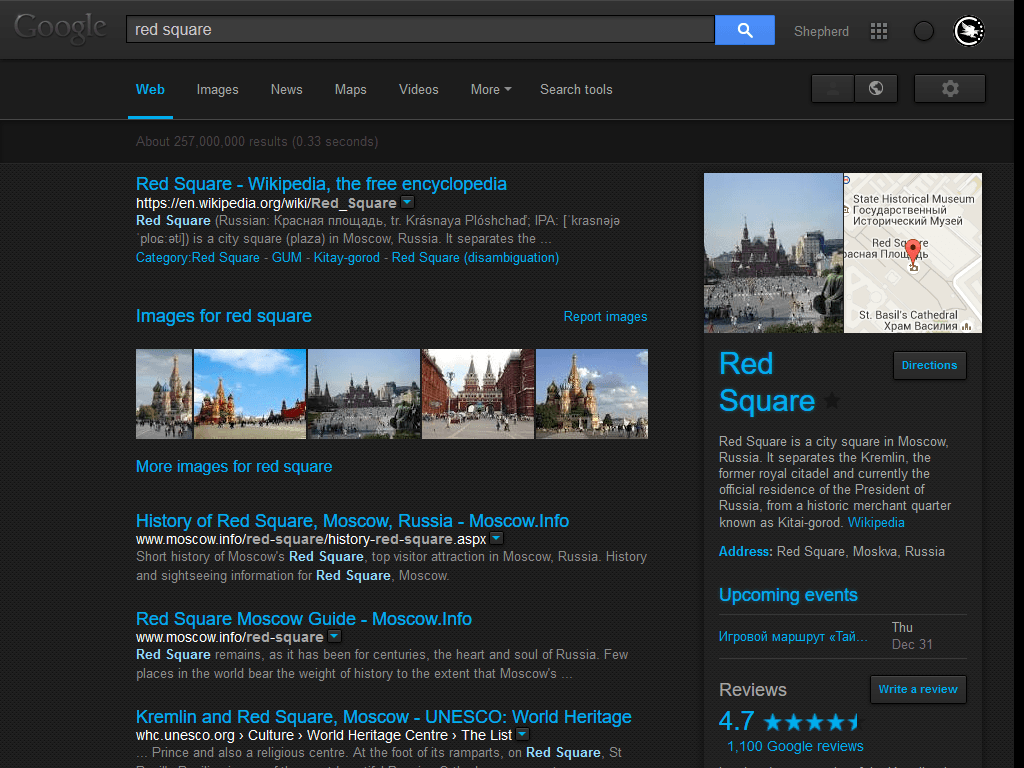 Google
red square
Shepherd
Web Images News Maps Videos More Search tools
About 257,000,000 results (0.33 seconds)
Red Square - Wikipedia, the free encyclopedia
https://en.wikipedia.org/wiki/Red_Square
Red Square (Russian: Красная площадь, tr. Krásnaya Plóshchaď; IPA: [ˈkrasnəjə
ˈploɕːətʲ]) is a city square (plaza) in Moscow, Russia. It separates the ...
Category:Red Square - GUM - Kitay-gorod - Red Square (disambiguation)
Images for red square
Report images
More images for red square
History of Red Square, Moscow, Russia - Moscow.Info
www.moscow.info/red-square/history-red-square.aspx
Short history of Moscow's Red Square, top visitor attraction in Moscow, Russia. History
and sightseeing information for Red Square, Moscow.
Red Square Moscow Guide - Moscow.Info
www.moscow.info/red-square
Red Square remains, as it has been for centuries, the heart and soul of Russia. Few
places in the world bear the weight of history to the extent that Moscow's ...
Kremlin and Red Square, Moscow - UNESCO: World Heritage
whc.unesco.org › Culture › World Heritage Centre › The List
... Prince and also a religious centre. At the foot of its ramparts, on Red Square, St
State Historical Museum
Государственный
Исторический Музей
Red Square
Красная Площадь
St. Basil's Cathedral
Храм Василия
Red
Square
Directions
Red Square is a city square in Moscow,
Russia. It separates the Kremlin, the
former royal citadel and currently the
official residence of the President of
Russia, from a historic merchant quarter
known as Kitai-gorod. Wikipedia
Address: Red Square, Moskva, Russia
Upcoming events
Игровой маршрут «Тай...
Thu
Dec 31
Reviews
Write a review
4.7
1,100 Google reviews